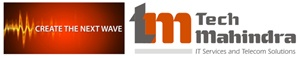 CREATE THE NEXT WAVE
tm Tech
Mahindra
IT Services and Telecom Solutions